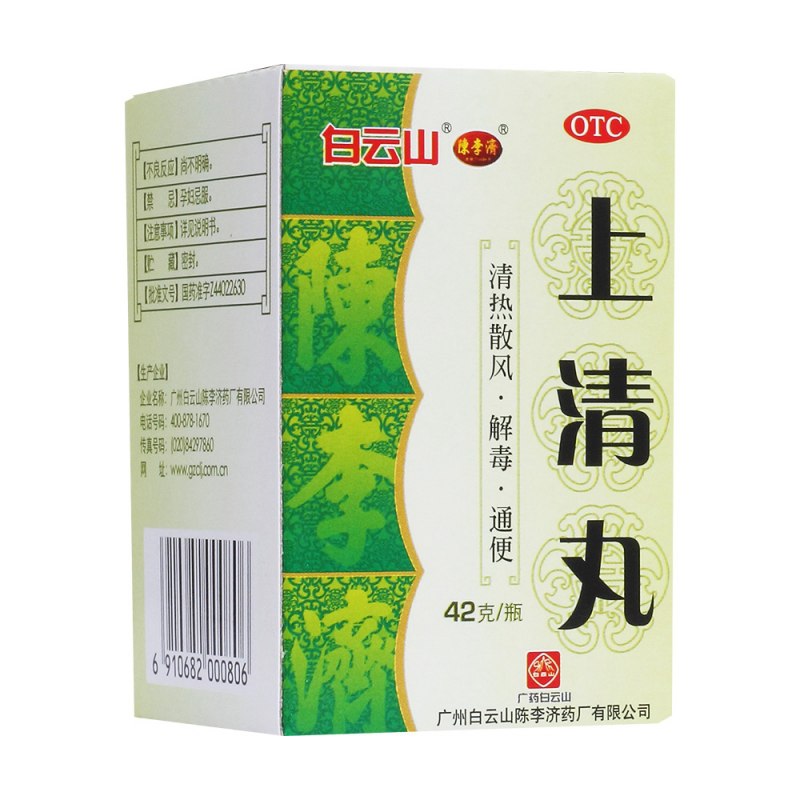 【不良反应】尚不明确。
【禁 忌】孕妇忌服。
【注意事项】详见说明书。
【贮 藏】密封。
【批准文号】国药准字Z44022630
【生产企业】
企业名称: 广州白云山陈李济药厂有限公司
电话号码: 400-878-1670
传真号码: (020)84297660
网 址: www.gzclj.com.cn
6 910682 000806
陳
李
濟
白云山®
陳李濟®
OTC
上清丸
清热散风·解毒·通便
42克/瓶
白云山
广药白云山
广州白云山陈李济药厂有限公司